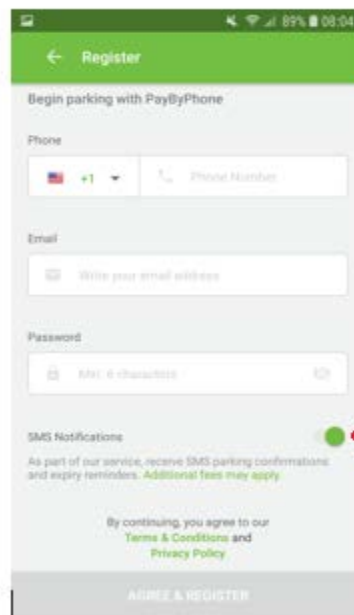 89% 08:04
Register
Begin parking with PayByPhone
Phone
+1 Phone Number
Email
Write your email address
Password
Min. 6 characters
SMS Notifications
As part of our service, receive SMS parking confirmations
and expiry reminders. Additional fees may apply.
By continuing, you agree to our
Terms & Conditions and
Privacy Policy
AGREE & REGISTER